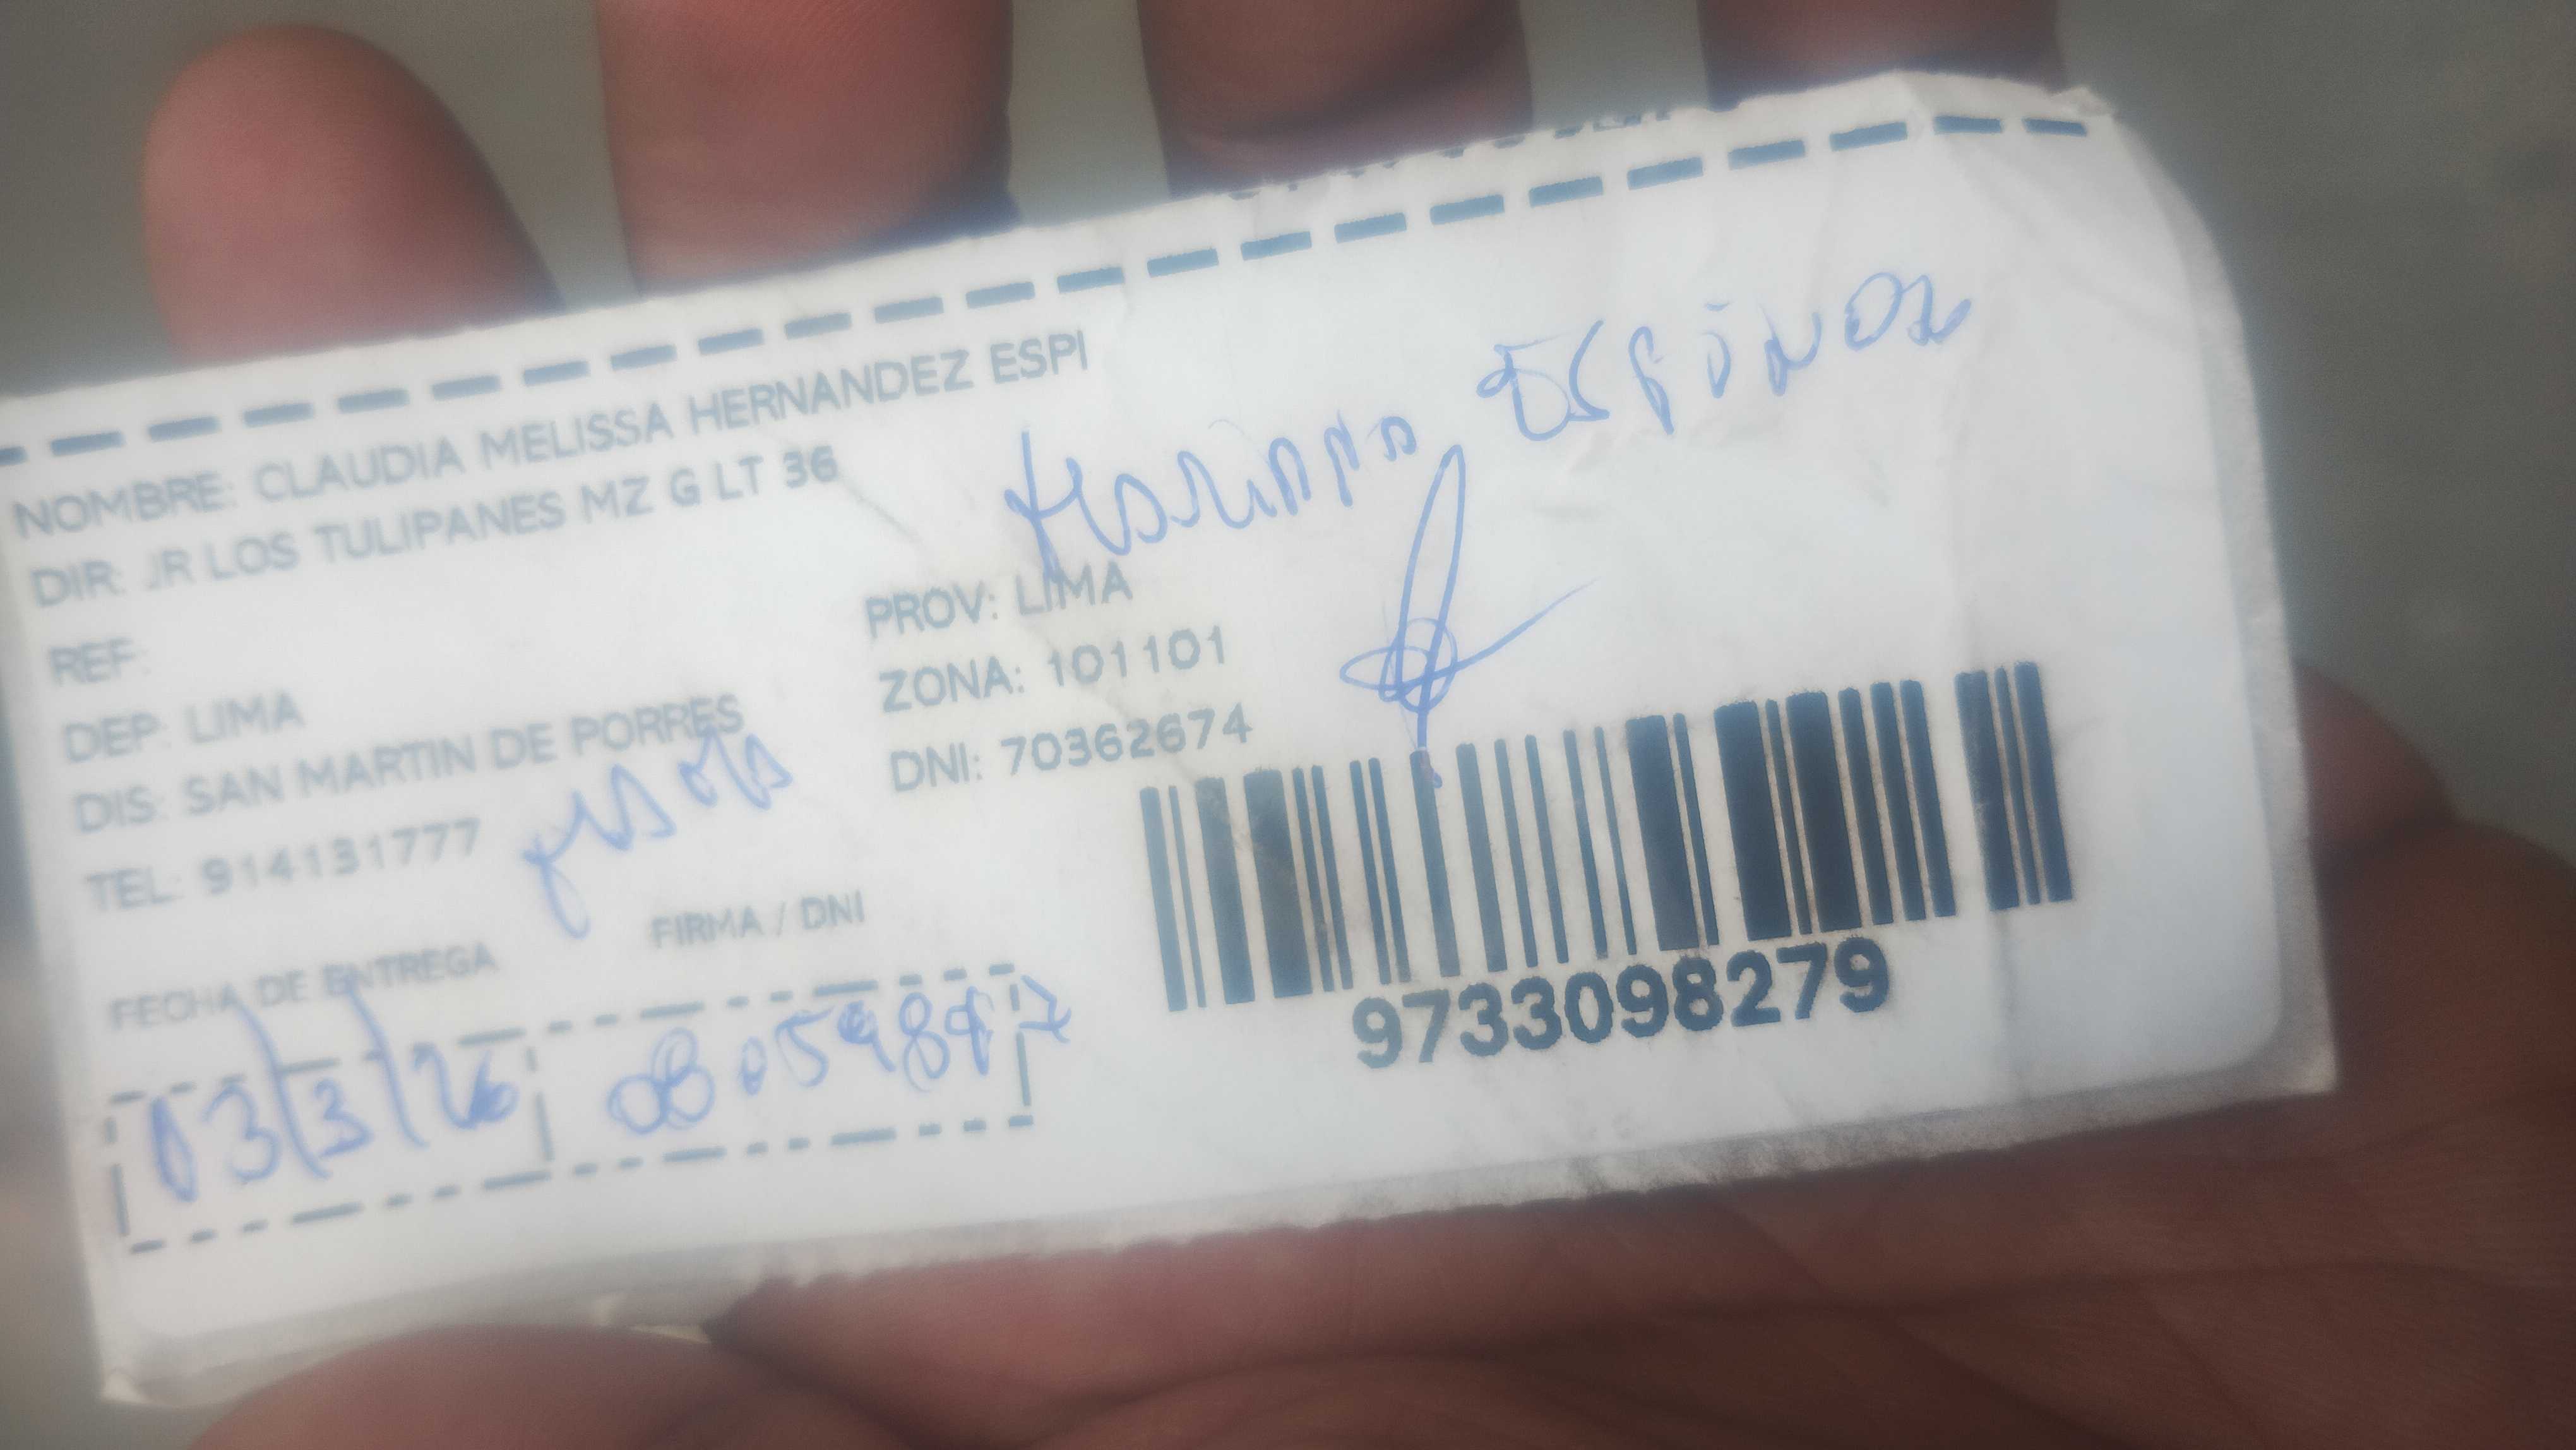 NOMBRE: CLAUDIA MELISSA HERNANDEZ ESPI
DIR: JR LOS TULIPANES MZ G LT 36
ESPINOZ
REF:
PROV: LIMA
DEP: LIMA
ZONA: 101101
DIS: SAN MARTIN DE PORRES
DNI: 70362674
TEL: 914131777
FECHA DE ENTREGA
FIRMA / DNI
03/3/26
9733098279